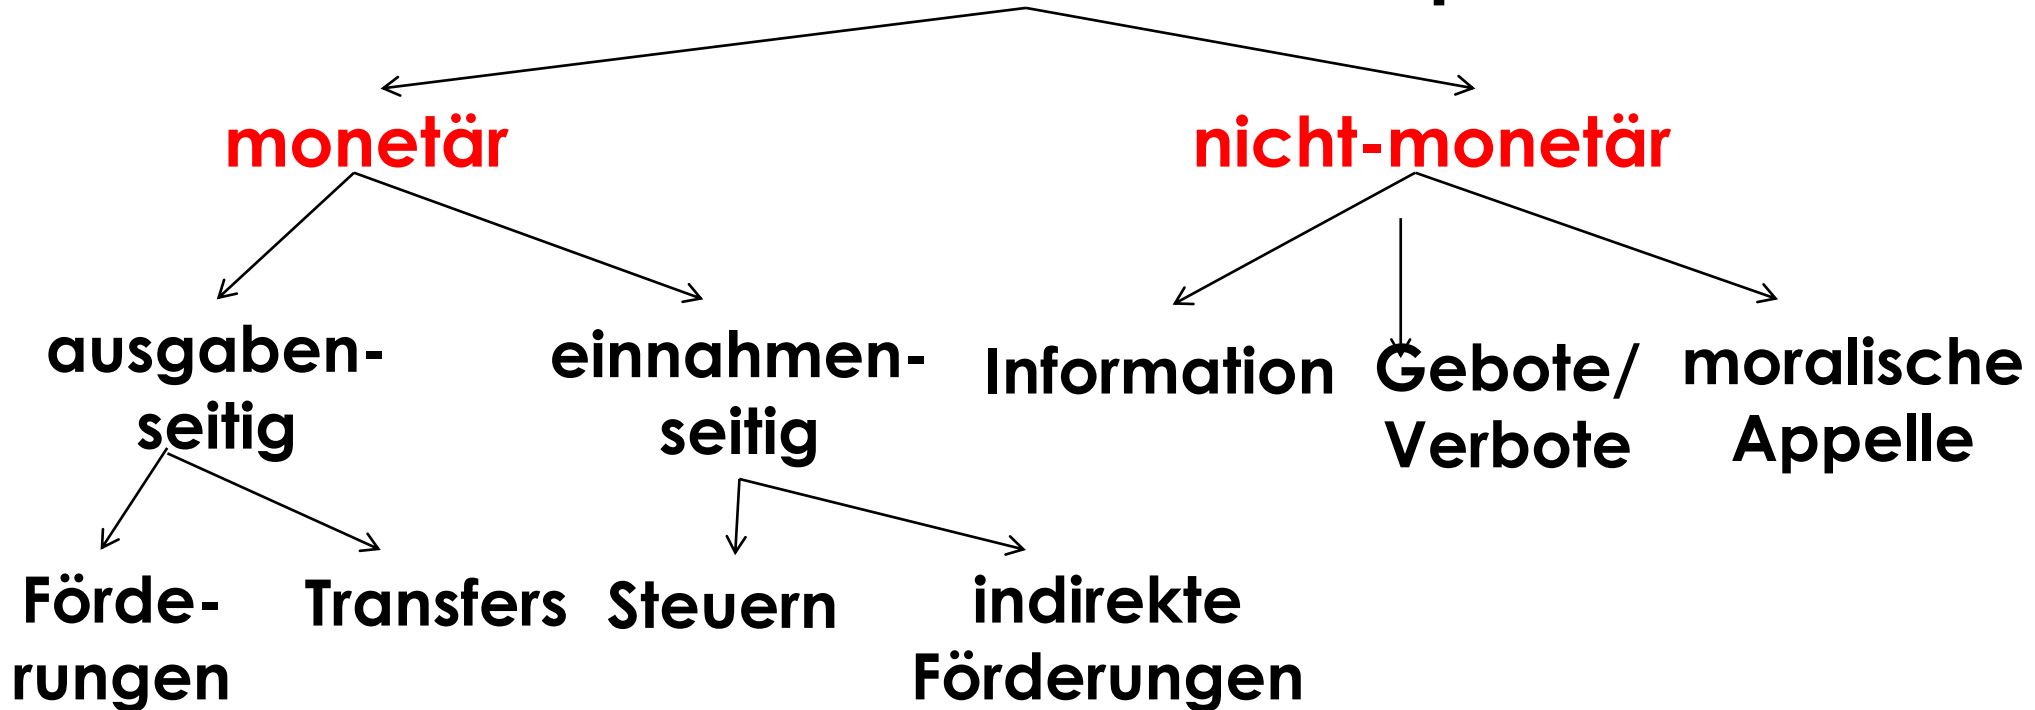 monetär
nicht-monetär
ausgaben-
seitig
einnahmen-
seitig
Information
Gebote/
Verbote
moralische
Appelle
Förde-
rungen
Transfers
Steuern
indirekte
Förderungen